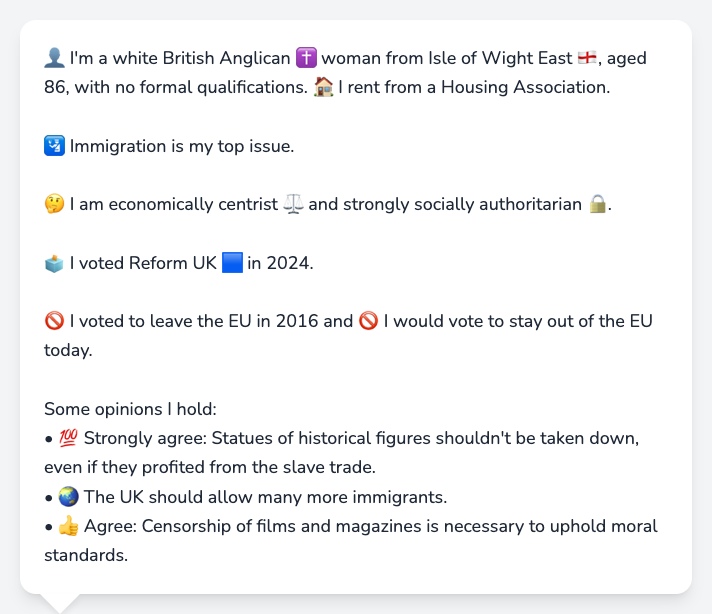 👤 I'm a white British Anglican ✝️ woman from Isle of Wight East 🏴󠁧󠁢󠁥󠁮󠁧󠁿, aged
86, with no formal qualifications. 🏠 I rent from a Housing Association.
🛂 Immigration is my top issue.
🤔 I am economically centrist ⚖️ and strongly socially authoritarian 🔒.
🗳️ I voted Reform UK 🟦 in 2024.
🚫 I voted to leave the EU in 2016 and 🚫 I would vote to stay out of the EU
today.
Some opinions I hold:
• 💯 Strongly agree: Statues of historical figures shouldn't be taken down,
even if they profited from the slave trade.
• 🌏 The UK should allow many more immigrants.
• 👍 Agree: Censorship of films and magazines is necessary to uphold moral
standards.